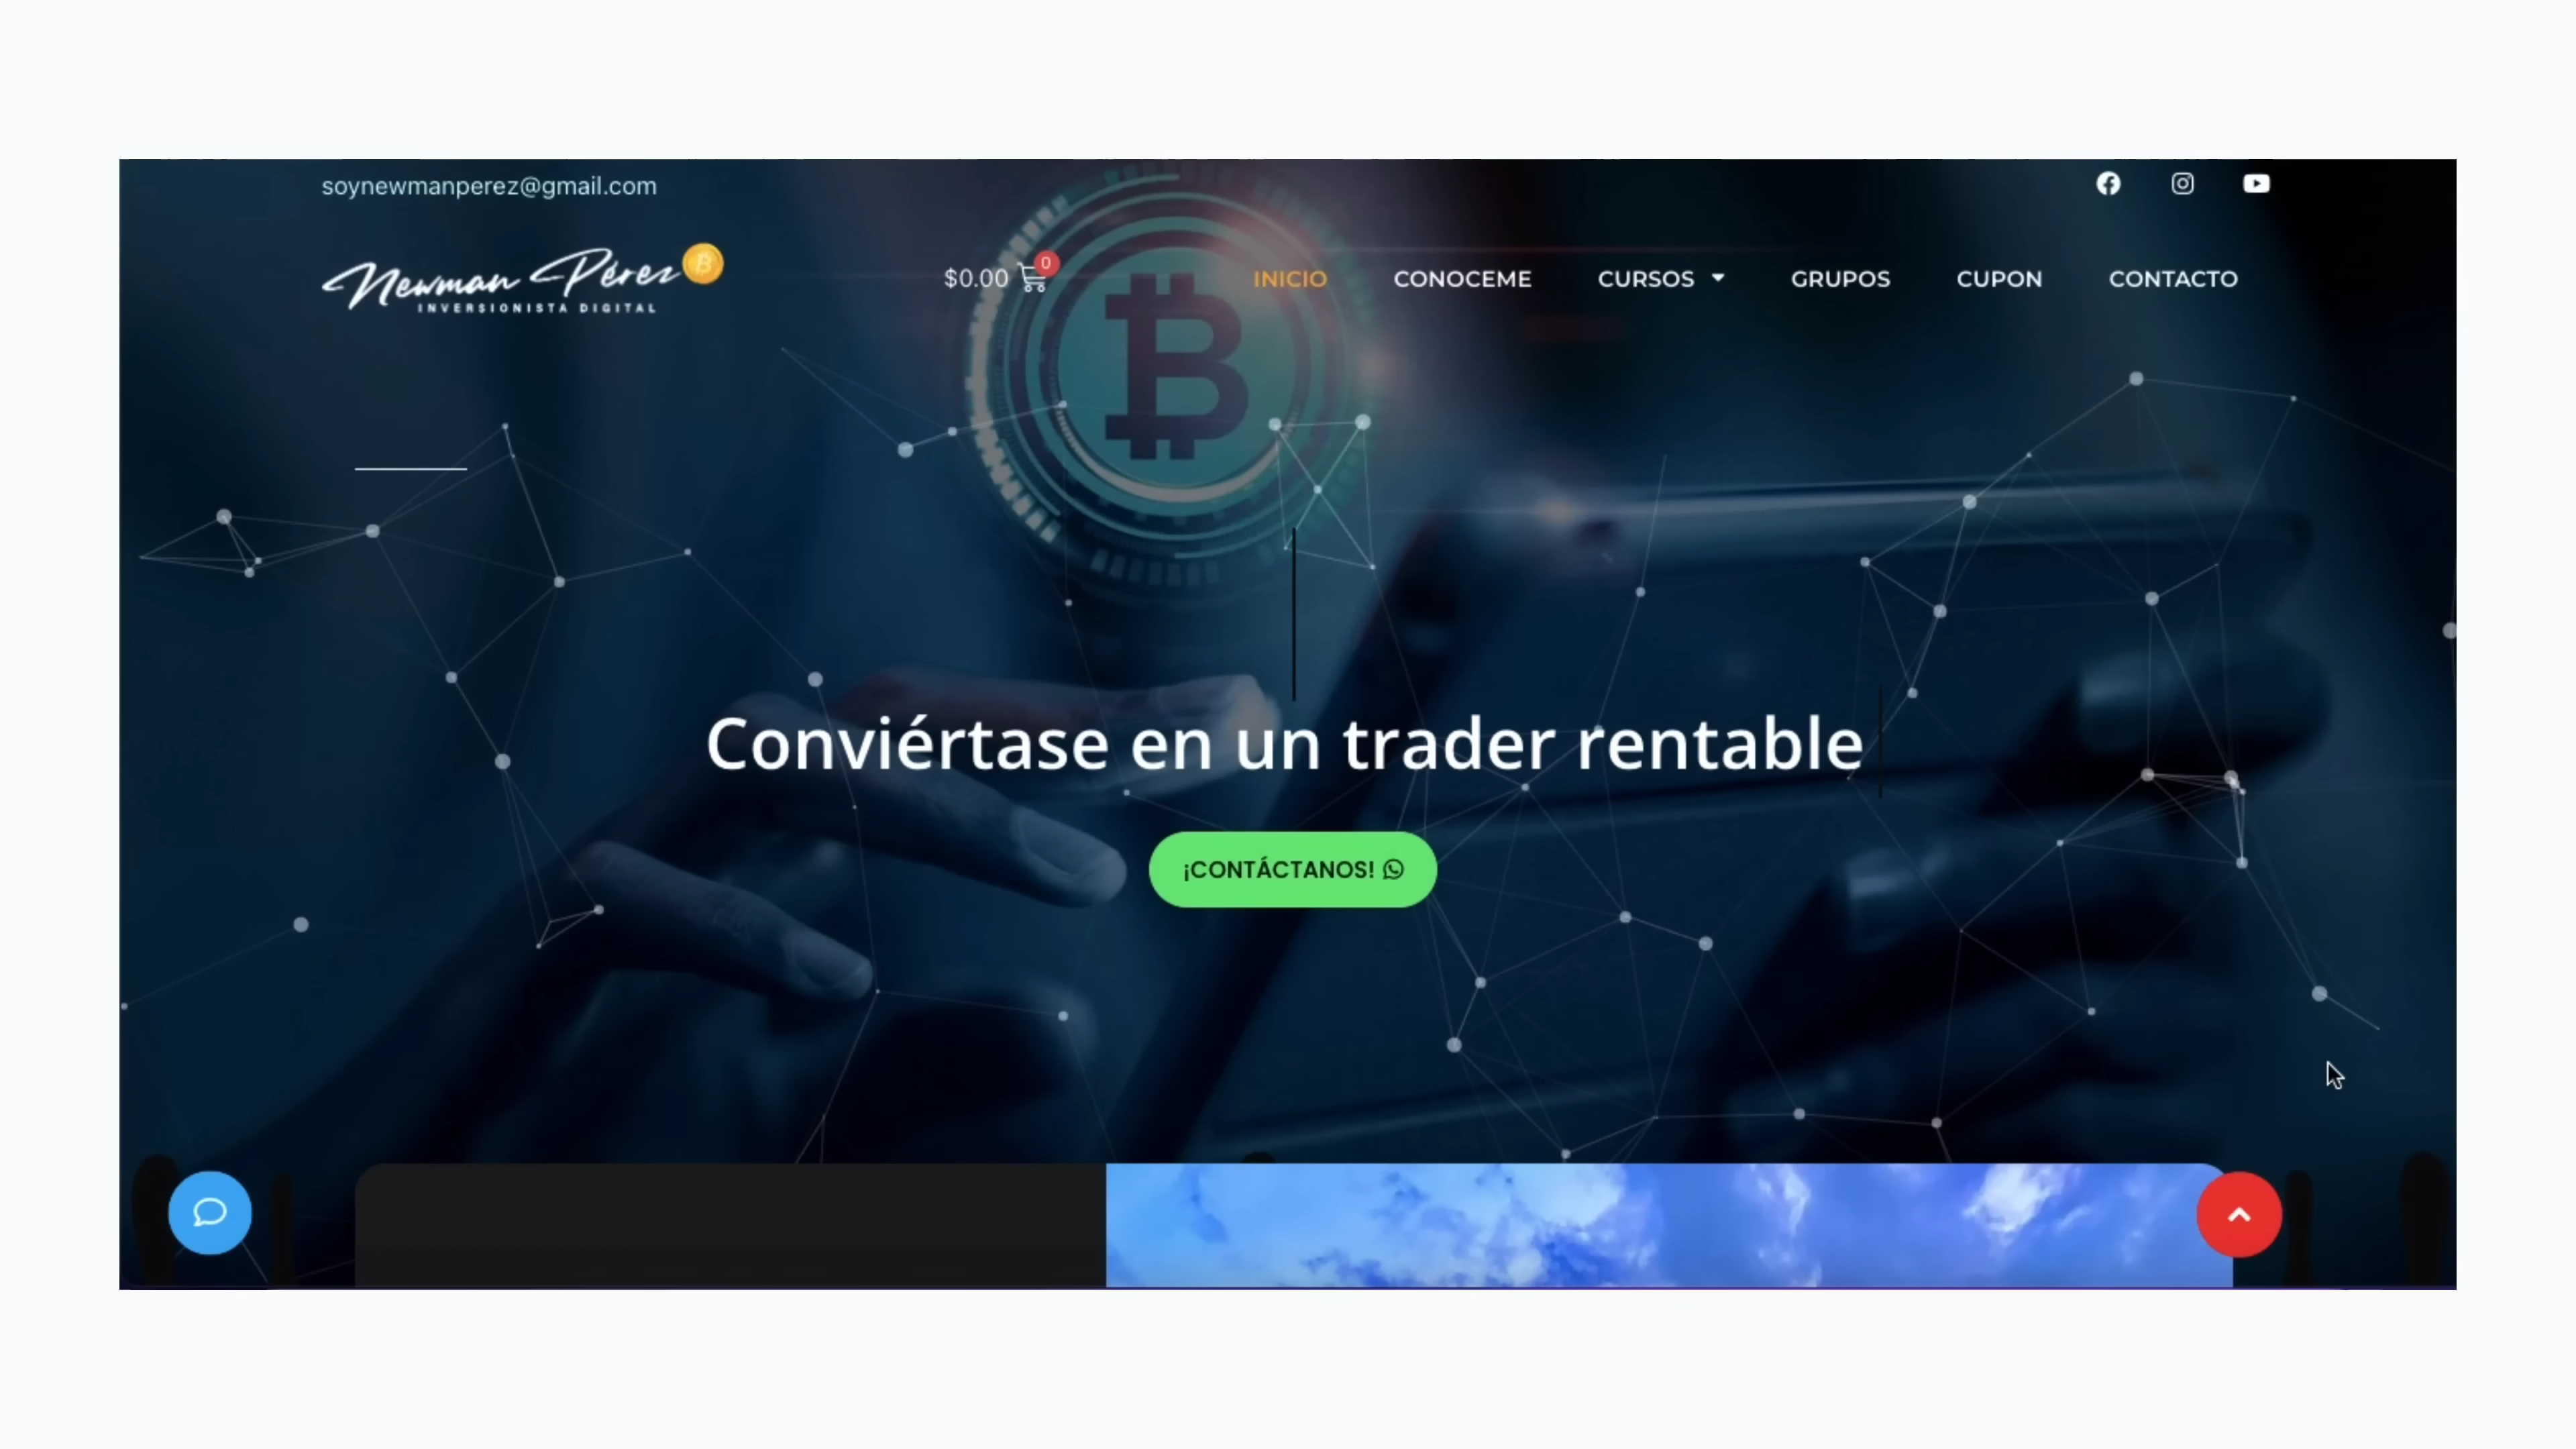 soynewmanperez@gmail.com
Newman Pérez
INVERSIONISTA DIGITAL
$0.00 0
INICIO CONOCEME CURSOS GRUPOS CUPON CONTACTO
Conviértase en un trader rentable
¡CONTÁCTANOS!